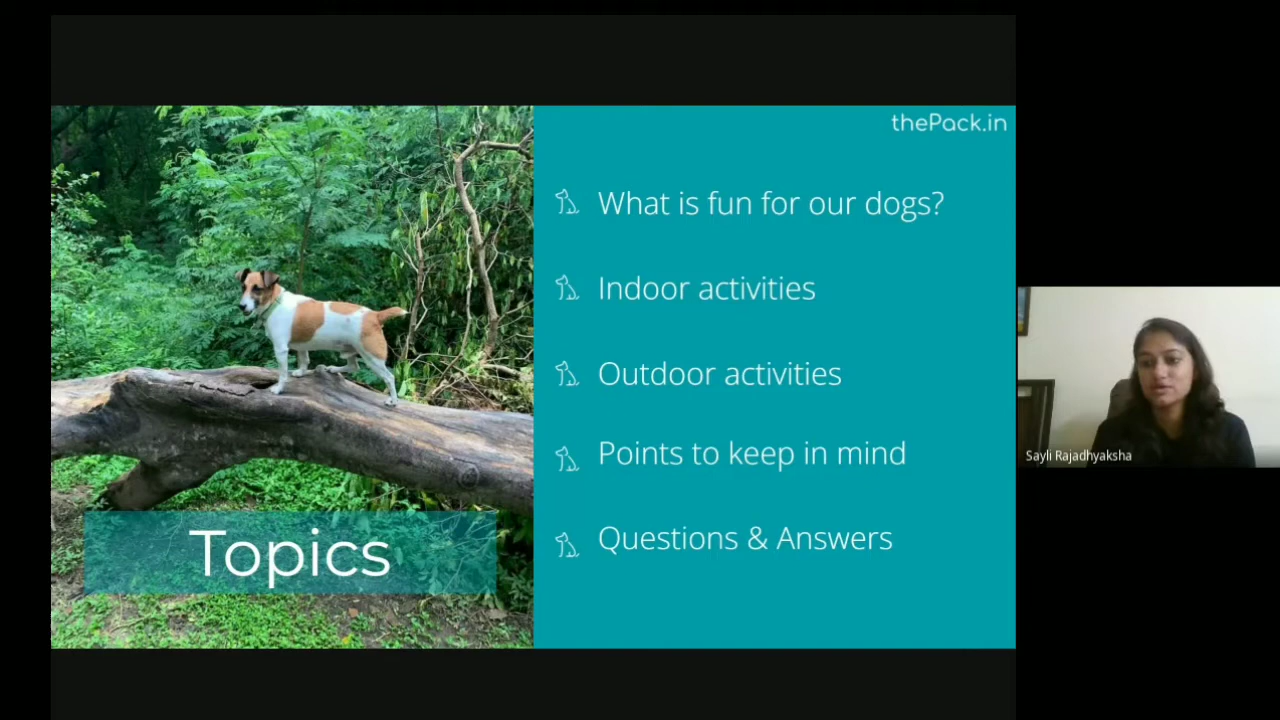 thePack.in
What is fun for our dogs?
Indoor activities
Outdoor activities
Points to keep in mind
Questions & Answers
Topics
Sayli Rajadhyaksha